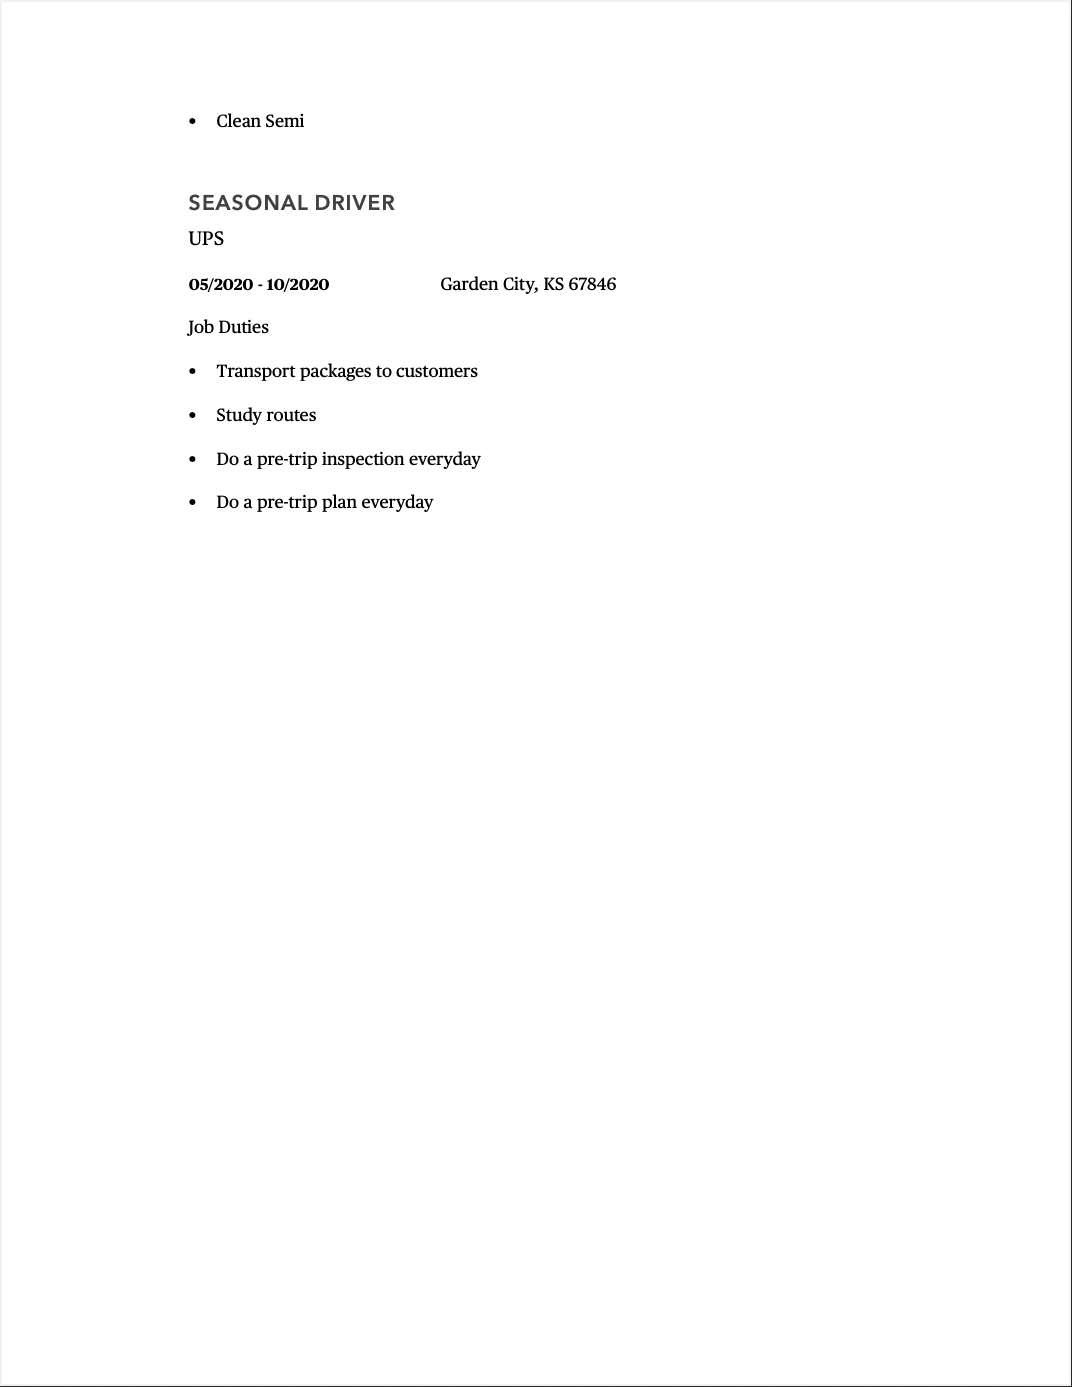 • Clean Semi
SEASONAL DRIVER
UPS
05/2020 - 10/2020 Garden City, KS 67846
Job Duties
• Transport packages to customers
• Study routes
• Do a pre-trip inspection everyday
• Do a pre-trip plan everyday